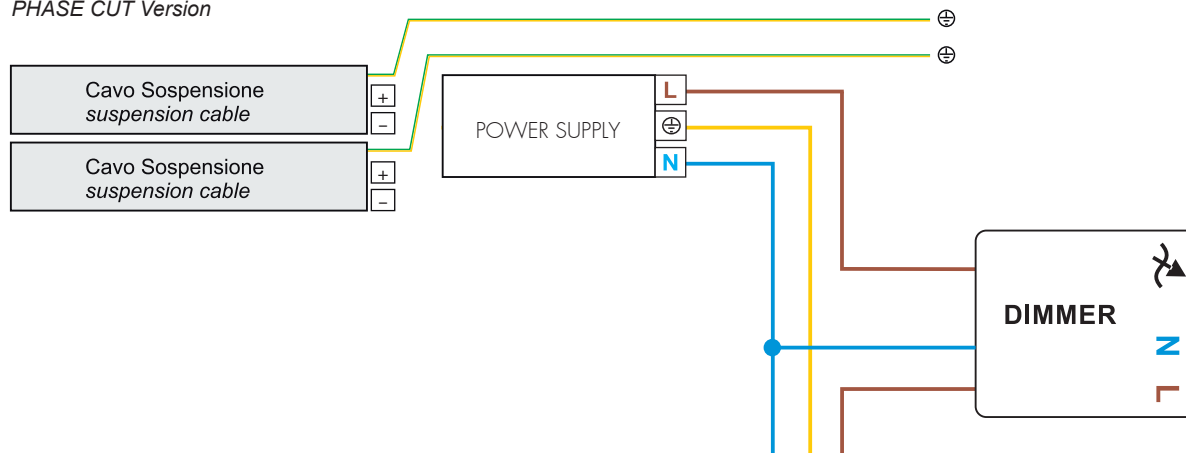 PHASE CUT Version
Cavo Sospensione
suspension cable
+
–
Cavo Sospensione
suspension cable
+
–
POWER SUPPLY
L
N
DIMMER
N
L